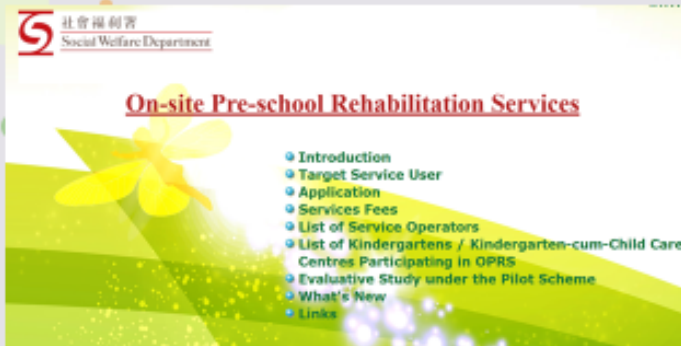 社會福利署
Social Welfare Department
On-site Pre-school Rehabilitation Services
Introduction
Target Service User
Application
Services Fees
List of Service Operators
List of Kindergartens / Kindergarten-cum-Child Care
Centres Participating in OPRS
Evaluative Study under the Pilot Scheme
What's New
Links